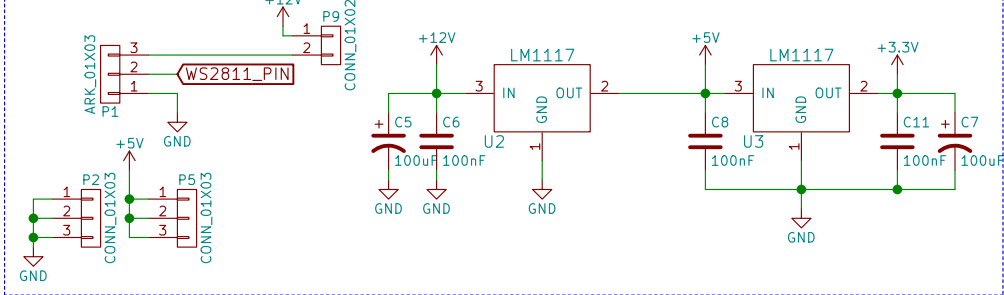 +12V
P9
1
2
CONN_01X02
ARK_01X03
3
2
1
P1
WS2811_PIN
GND
+5V
P2
1
2
3
CONN_01X03
GND
P5
1
2
3
CONN_01X03
+12V
C5
100uF
GND
C6
100nF
GND
LM1117
3
IN
OUT
2
GND
1
U2
GND
+5V
C8
100nF
LM1117
3
IN
OUT
2
GND
1
U3
GND
+3.3V
C11
100nF
C7
100uF